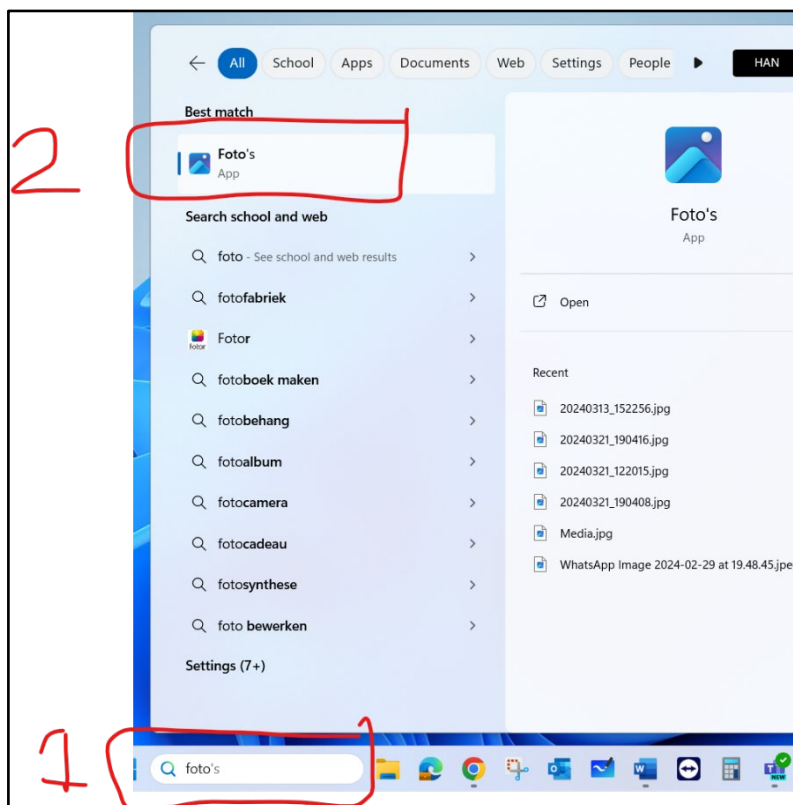 All School Apps Documents Web Settings People HAN
Best match
2
Foto's
App
Search school and web
foto - See school and web results
fotofabriek
fotor Fotor
fotoboek maken
fotobehang
fotoalbum
fotocamera
fotocadeau
fotosynthese
foto bewerken
Settings (7+)
Foto's
App
Open
Recent
20240313_152256.jpg
20240321_190416.jpg
20240321_122015.jpg
20240321_190408.jpg
Media.jpg
WhatsApp Image 2024-02-29 at 19.48.45.jpe
1
foto's
NEW